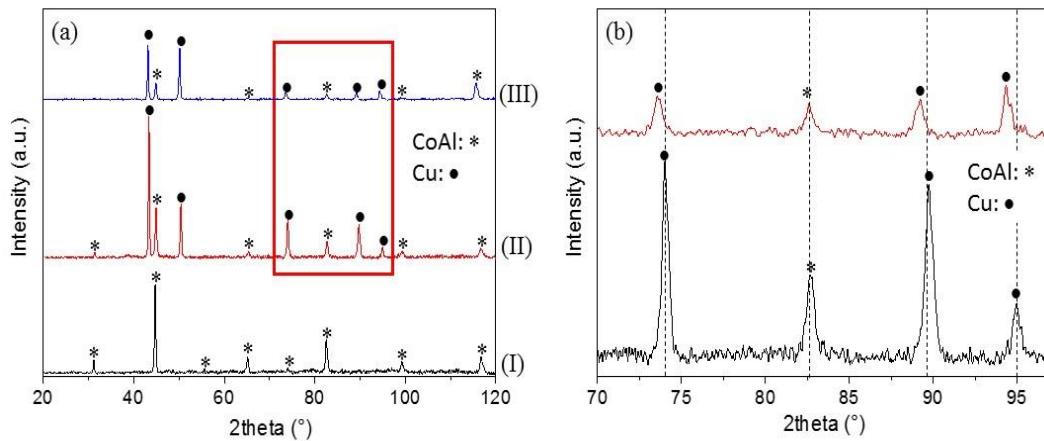 (a)
(III)
CoAl: *
Cu: ●
(II)
(I)
Intensity (a.u.)
20 40 60 80 100 120
2theta (°)
(b)
CoAl: *
Cu: ●
Intensity (a.u.)
70 75 80 85 90 95
2theta (°)